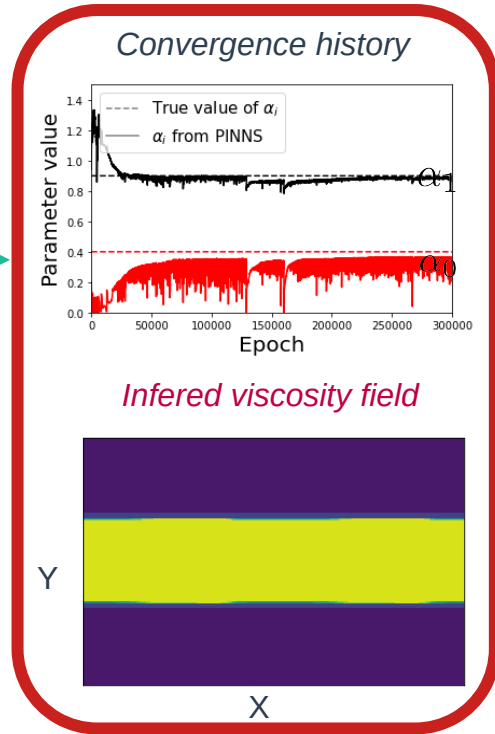 Convergence history
Parameter value
1.4
1.2
1.0
0.8
0.6
0.4
0.2
0.0
True value of αᵢ
αᵢ from PINNS
α₁
α₀
0
50000
100000
150000
200000
250000
300000
Epoch
Infered viscosity field
Y
X